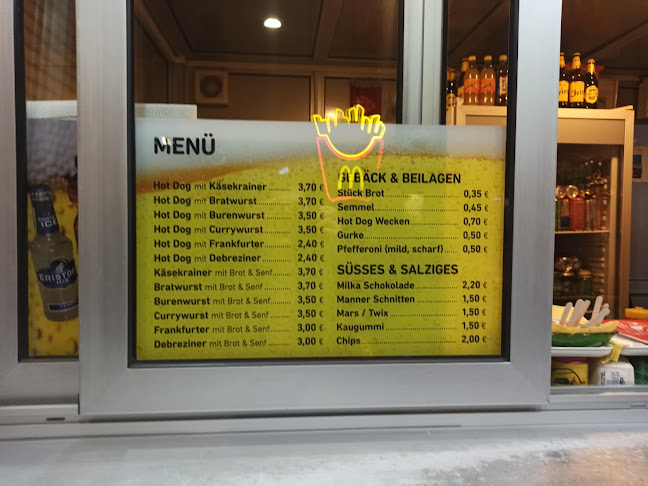 MENÜ
Hot Dog mit Käsekrainer 3,70 €
Hot Dog mit Bratwurst 3,70 €
Hot Dog mit Burenwurst 3,50 €
Hot Dog mit Currywurst 3,50 €
Hot Dog mit Frankfurter 2,40 €
Hot Dog mit Debreziner 2,40 €
Käsekrainer mit Brot & Senf 3,70 €
Bratwurst mit Brot & Senf 3,70 €
Burenwurst mit Brot & Senf 3,50 €
Currywurst mit Brot & Senf 3,50 €
Frankfurter mit Brot & Senf 3,00 €
Debreziner mit Brot & Senf 3,00 €
GEBÄCK & BEILAGEN
Stück Brot 0,35 €
Semmel 0,45 €
Hot Dog Wecken 0,70 €
Gurke 0,50 €
Pfefferoni (mild, scharf) 0,50 €
SÜSSES & SALZIGES
Milka Schokolade 2,20 €
Manner Schnitten 1,50 €
Mars / Twix 1,50 €
Kaugummi 1,50 €
Chips 2,00 €
ICE